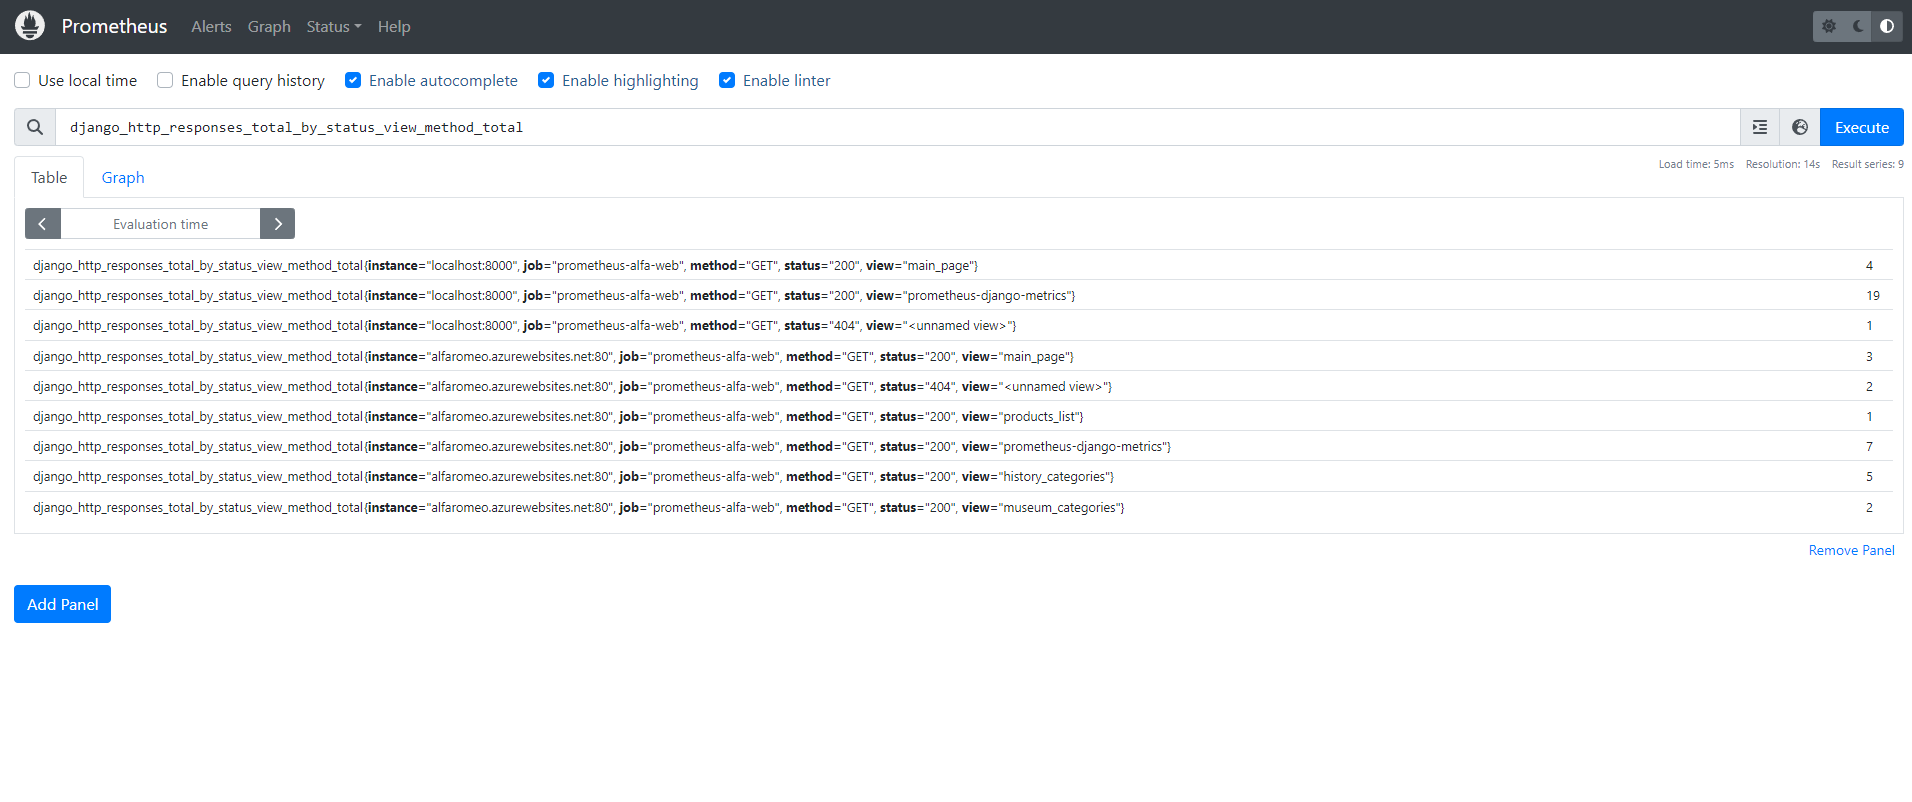 Prometheus Alerts Graph Status Help
Use local time Enable query history Enable autocomplete Enable highlighting Enable linter
django_http_responses_total_by_status_view_method_total Execute
Table Graph Load time: 5ms Resolution: 14s Result series: 9
Evaluation time
django_http_responses_total_by_status_view_method_total{instance="localhost:8000", job="prometheus-alfa-web", method="GET", status="200", view="main_page"} 4
django_http_responses_total_by_status_view_method_total{instance="localhost:8000", job="prometheus-alfa-web", method="GET", status="200", view="prometheus-django-metrics"} 19
django_http_responses_total_by_status_view_method_total{instance="localhost:8000", job="prometheus-alfa-web", method="GET", status="404", view="<unnamed view>"} 1
django_http_responses_total_by_status_view_method_total{instance="alfaromeo.azurewebsites.net:80", job="prometheus-alfa-web", method="GET", status="200", view="main_page"} 3
django_http_responses_total_by_status_view_method_total{instance="alfaromeo.azurewebsites.net:80", job="prometheus-alfa-web", method="GET", status="404", view="<unnamed view>"} 2
django_http_responses_total_by_status_view_method_total{instance="alfaromeo.azurewebsites.net:80", job="prometheus-alfa-web", method="GET", status="200", view="products_list"} 1
django_http_responses_total_by_status_view_method_total{instance="alfaromeo.azurewebsites.net:80", job="prometheus-alfa-web", method="GET", status="200", view="prometheus-django-metrics"} 7
django_http_responses_total_by_status_view_method_total{instance="alfaromeo.azurewebsites.net:80", job="prometheus-alfa-web", method="GET", status="200", view="history_categories"} 5
django_http_responses_total_by_status_view_method_total{instance="alfaromeo.azurewebsites.net:80", job="prometheus-alfa-web", method="GET", status="200", view="museum_categories"} 2
Remove Panel
Add Panel